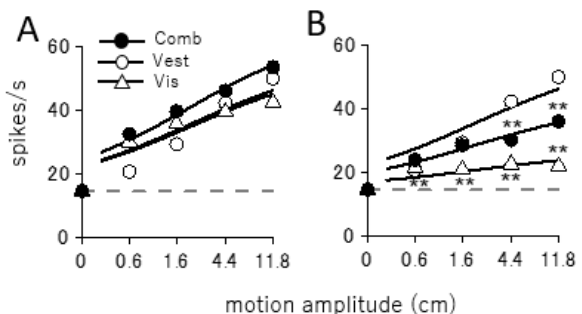 A
B
Comb
Vest
Vis
spikes/s
60
40
20
0
0 0.6 1.6 4.4 11.8
60
40
20
0
** **
** ** ** **
0 0.6 1.6 4.4 11.8
motion amplitude (cm)